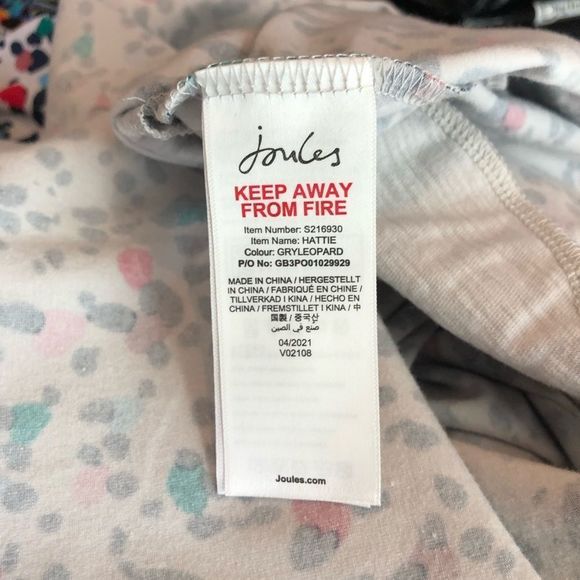 joules
KEEP AWAY
FROM FIRE
Item Number: S216930
Item Name: HATTIE
Colour: GRYLEOPARD
P/O No: GB3PO01029929
MADE IN CHINA / HERGESTELLT
IN CHINA / FABRIQUÉ EN CHINE /
TILLVERKAD I KINA / HECHO EN
CHINA / FREMSTILLET I KINA / 中
国製 / 중국산
صنع في الصين
04/2021
V02108
Joules.com